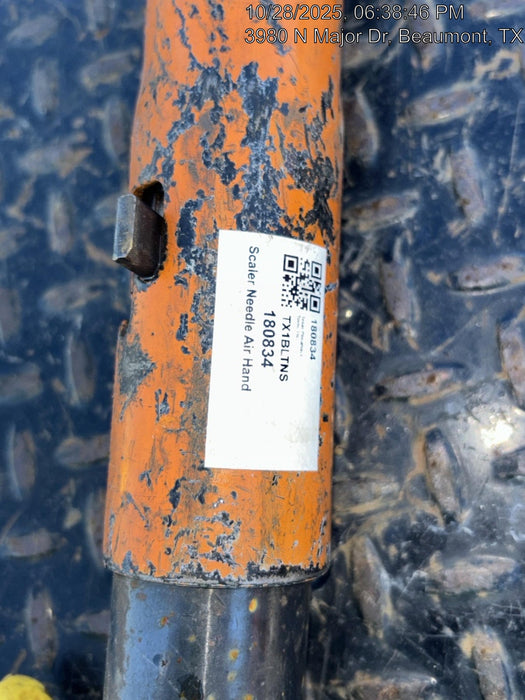 10/28/2025, 06:38:46 PM
3980 N Major Dr, Beaumont, TX
180834
TX1BLTNS
180834
Scaler Needle Air Hand